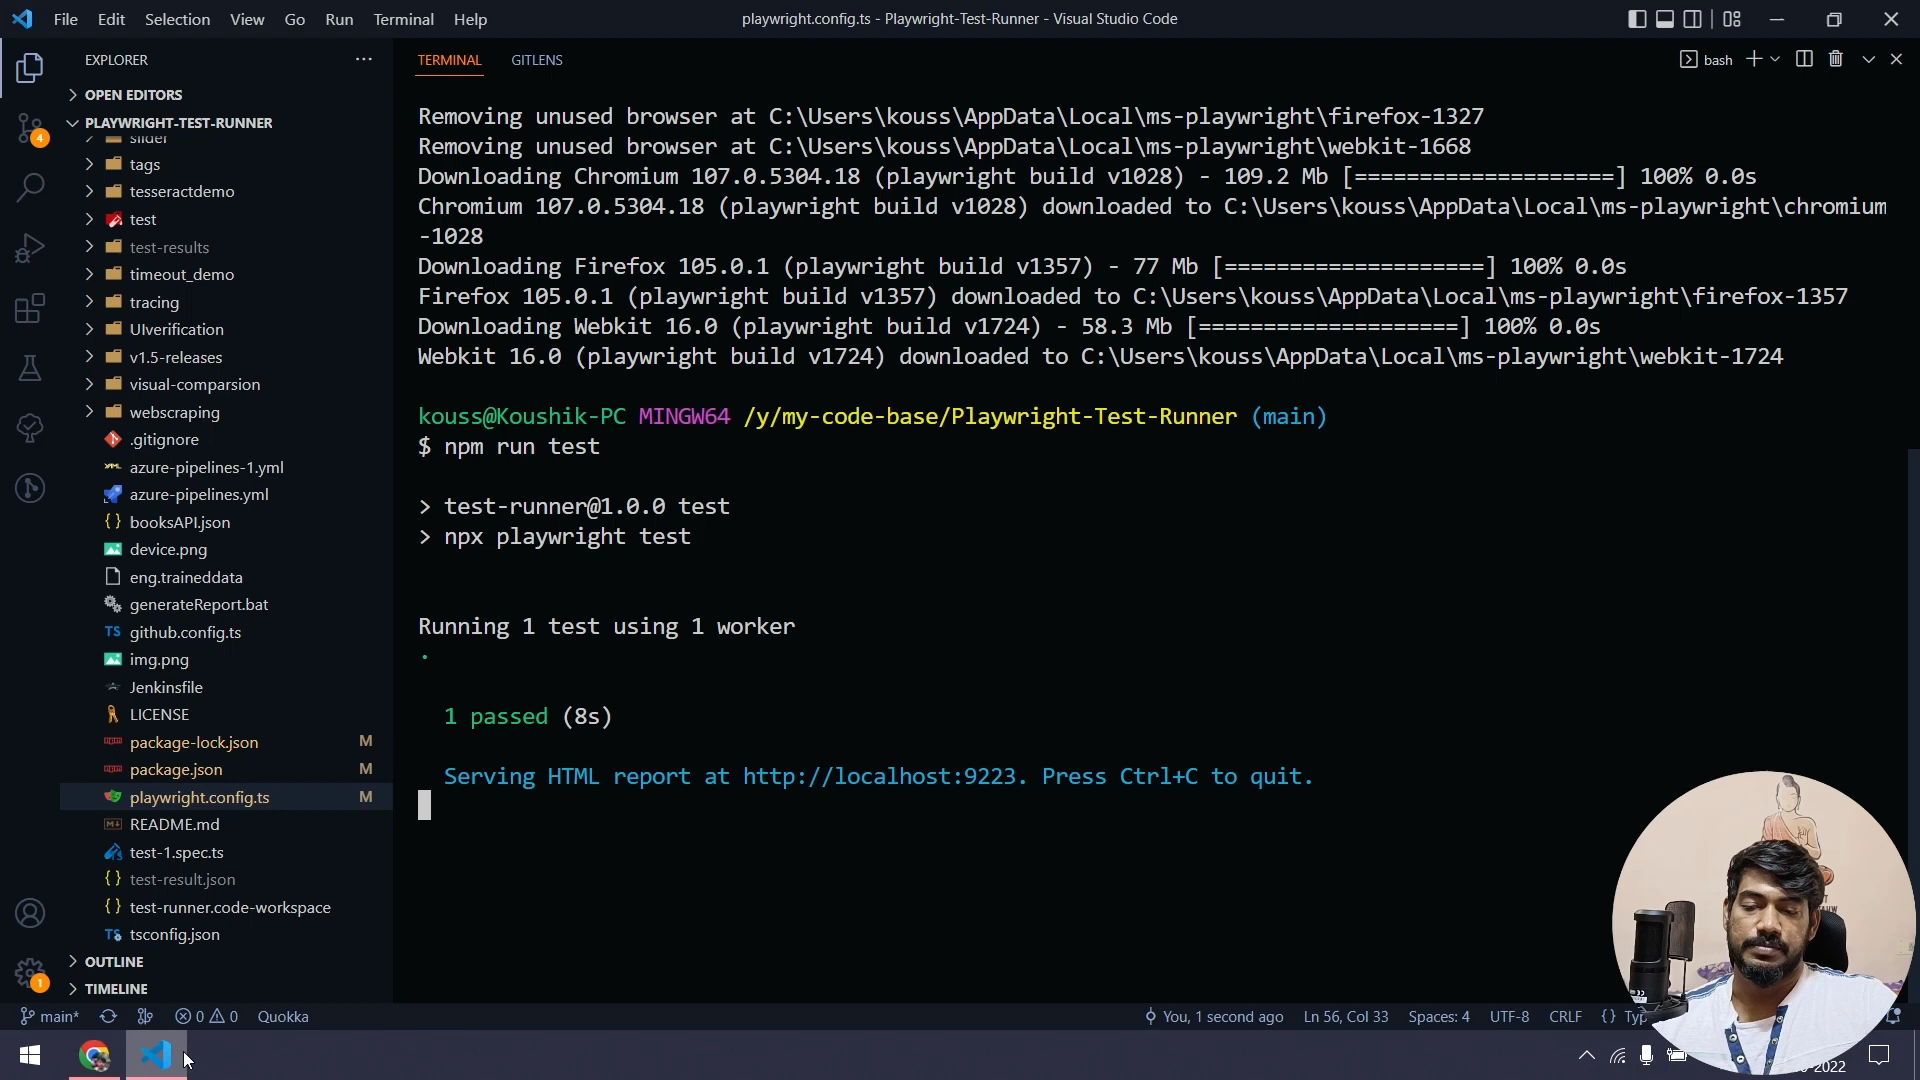 File Edit Selection View Go Run Terminal Help
playwright.config.ts - Playwright-Test-Runner - Visual Studio Code
EXPLORER
OPEN EDITORS
PLAYWRIGHT-TEST-RUNNER
slider
tags
tesseractdemo
test
test-results
timeout_demo
tracing
UIverification
v1.5-releases
visual-comparsion
webscraping
.gitignore
azure-pipelines-1.yml
azure-pipelines.yml
booksAPI.json
device.png
eng.traineddata
generateReport.bat
TS github.config.ts
img.png
Jenkinsfile
LICENSE
package-lock.json M
package.json M
playwright.config.ts M
README.md
test-1.spec.ts
test-result.json
test-runner.code-workspace
TS tsconfig.json
OUTLINE
TIMELINE
4
1
TERMINAL GITLENS
bash
Removing unused browser at C:\Users\kouss\AppData\Local\ms-playwright\firefox-1327
Removing unused browser at C:\Users\kouss\AppData\Local\ms-playwright\webkit-1668
Downloading Chromium 107.0.5304.18 (playwright build v1028) - 109.2 Mb [====================] 100% 0.0s
Chromium 107.0.5304.18 (playwright build v1028) downloaded to C:\Users\kouss\AppData\Local\ms-playwright\chromium
-1028
Downloading Firefox 105.0.1 (playwright build v1357) - 77 Mb [====================] 100% 0.0s
Firefox 105.0.1 (playwright build v1357) downloaded to C:\Users\kouss\AppData\Local\ms-playwright\firefox-1357
Downloading Webkit 16.0 (playwright build v1724) - 58.3 Mb [====================] 100% 0.0s
Webkit 16.0 (playwright build v1724) downloaded to C:\Users\kouss\AppData\Local\ms-playwright\webkit-1724
kouss@Koushik-PC MINGW64 /y/my-code-base/Playwright-Test-Runner (main)
$ npm run test
> test-runner@1.0.0 test
> npx playwright test
Running 1 test using 1 worker
·
1 passed (8s)
Serving HTML report at http://localhost:9223. Press Ctrl+C to quit.
main* 0 0 Quokka
You, 1 second ago Ln 56, Col 33 Spaces: 4 UTF-8 CRLF {} Typ
-2022